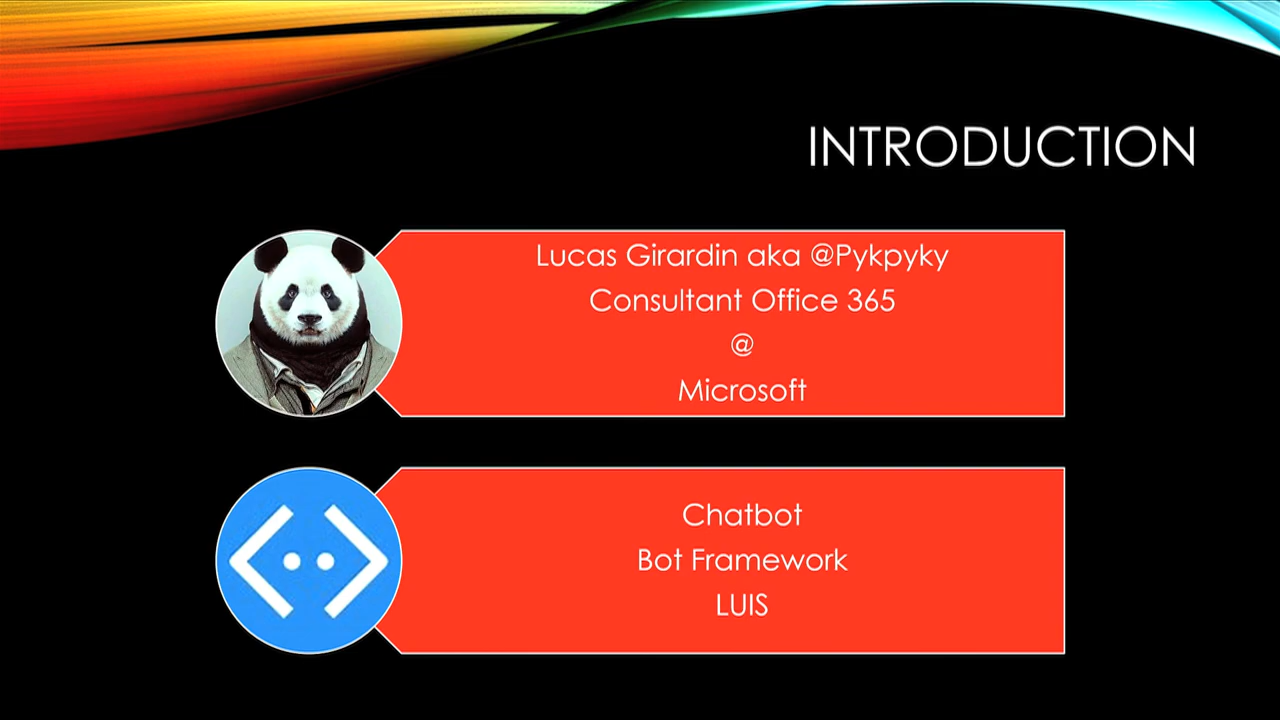 INTRODUCTION
Lucas Girardin aka @Pykpyky
Consultant Office 365
@
Microsoft
Chatbot
Bot Framework
LUIS